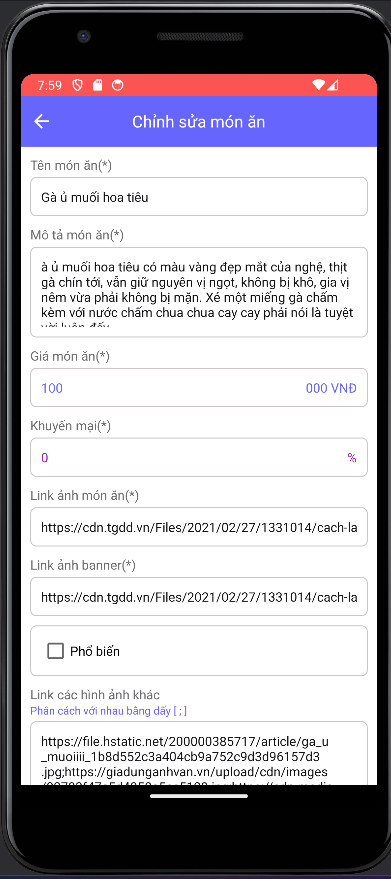 7:59
Chỉnh sửa món ăn
Tên món ăn(*)
Gà ủ muối hoa tiêu
Mô tả món ăn(*)
à ủ muối hoa tiêu có màu vàng đẹp mắt của nghệ, thịt
gà chín tới, vẫn giữ nguyên vị ngọt, không bị khô, gia vị
nêm vừa phải không bị mặn. Xé một miếng gà chấm
kèm với nước chấm chua chua cay cay phải nói là tuyệt
vời luôn đấy
Giá món ăn(*)
100 000 VNĐ
Khuyến mại(*)
0 %
Link ảnh món ăn(*)
https://cdn.tgdd.vn/Files/2021/02/27/1331014/cach-la
Link ảnh banner(*)
https://cdn.tgdd.vn/Files/2021/02/27/1331014/cach-la
Phổ biến
Link các hình ảnh khác
Phân cách với nhau bằng dấy [ ; ]
https://file.hstatic.net/200000385717/article/ga_u
_muoiiii_1b8d552c3a404cb9a752c9d3d96157d3
.jpg;https://giadunganhvan.vn/upload/cdn/images